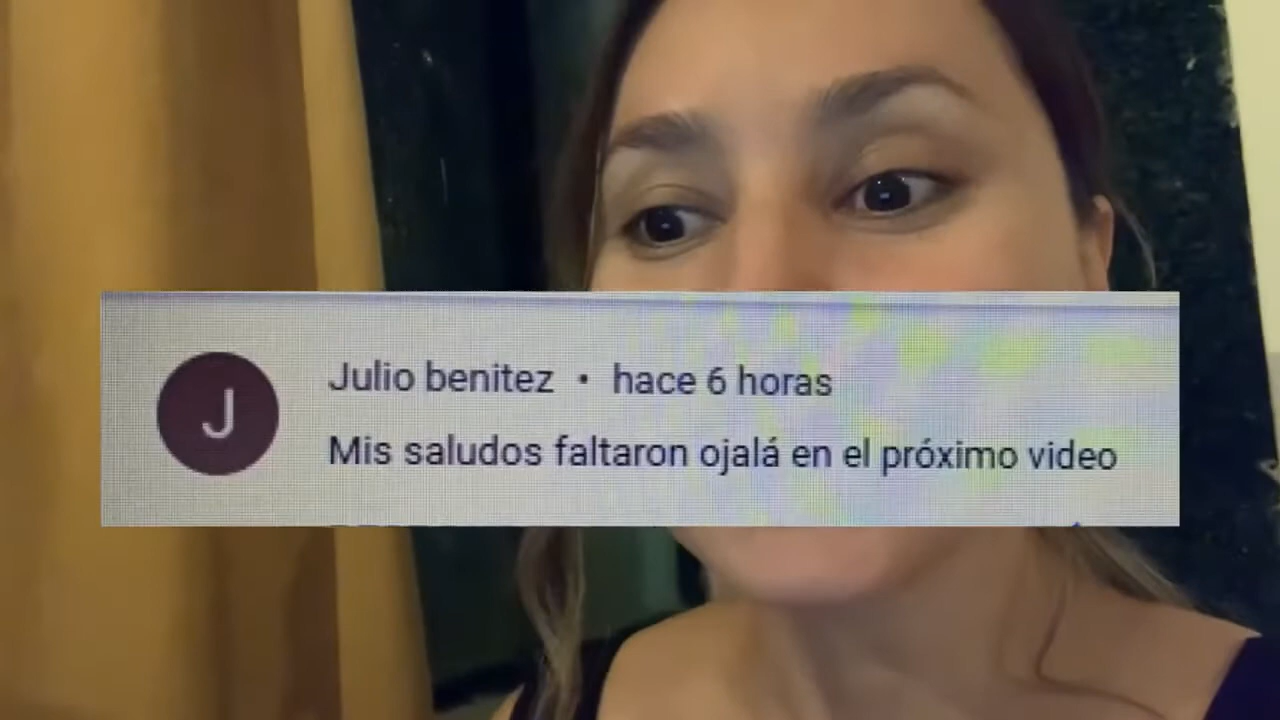 J
Julio benitez • hace 6 horas
Mis saludos faltaron ojalá en el próximo video